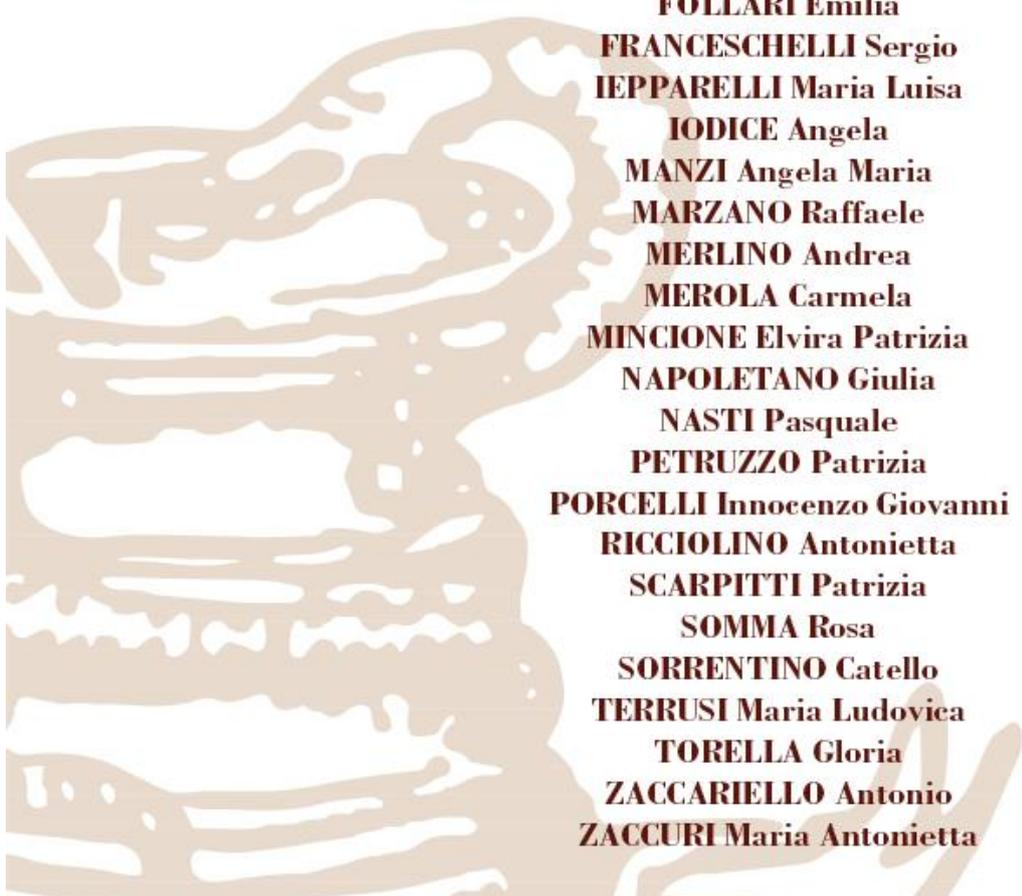 FOLLARI Emilia
FRANCESCHELLI Sergio
IEPPARELLI Maria Luisa
IODICE Angela
MANZI Angela Maria
MARZANO Raffaele
MERLINO Andrea
MEROLA Carmela
MINCIONE Elvira Patrizia
NAPOLETANO Giulia
NASTI Pasquale
PETRUZZO Patrizia
PORCELLI Innocenzo Giovanni
RICCIOLINO Antonietta
SCARPITTI Patrizia
SOMMA Rosa
SORRENTINO Catello
TERRUSI Maria Ludovica
TORELLA Gloria
ZACCARIELLO Antonio
ZACCURI Maria Antonietta